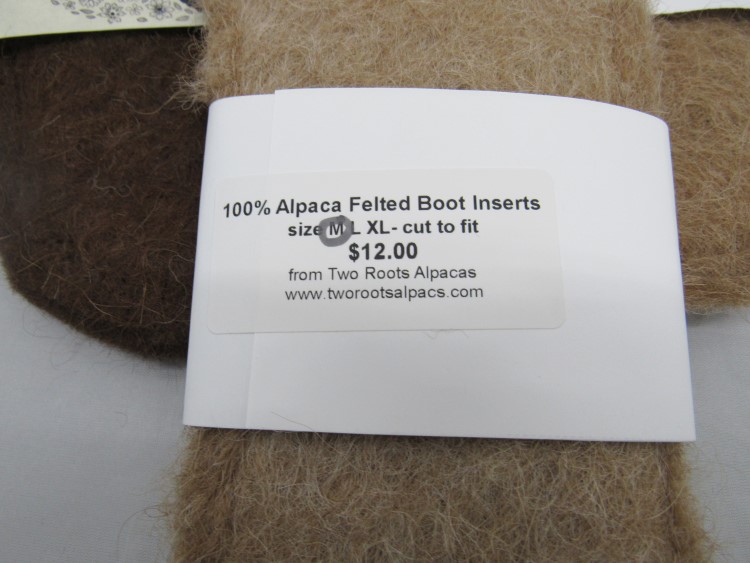 100% Alpaca Felted Boot Inserts
size M L XL- cut to fit
$12.00
from Two Roots Alpacas
www.tworootsalpacs.com